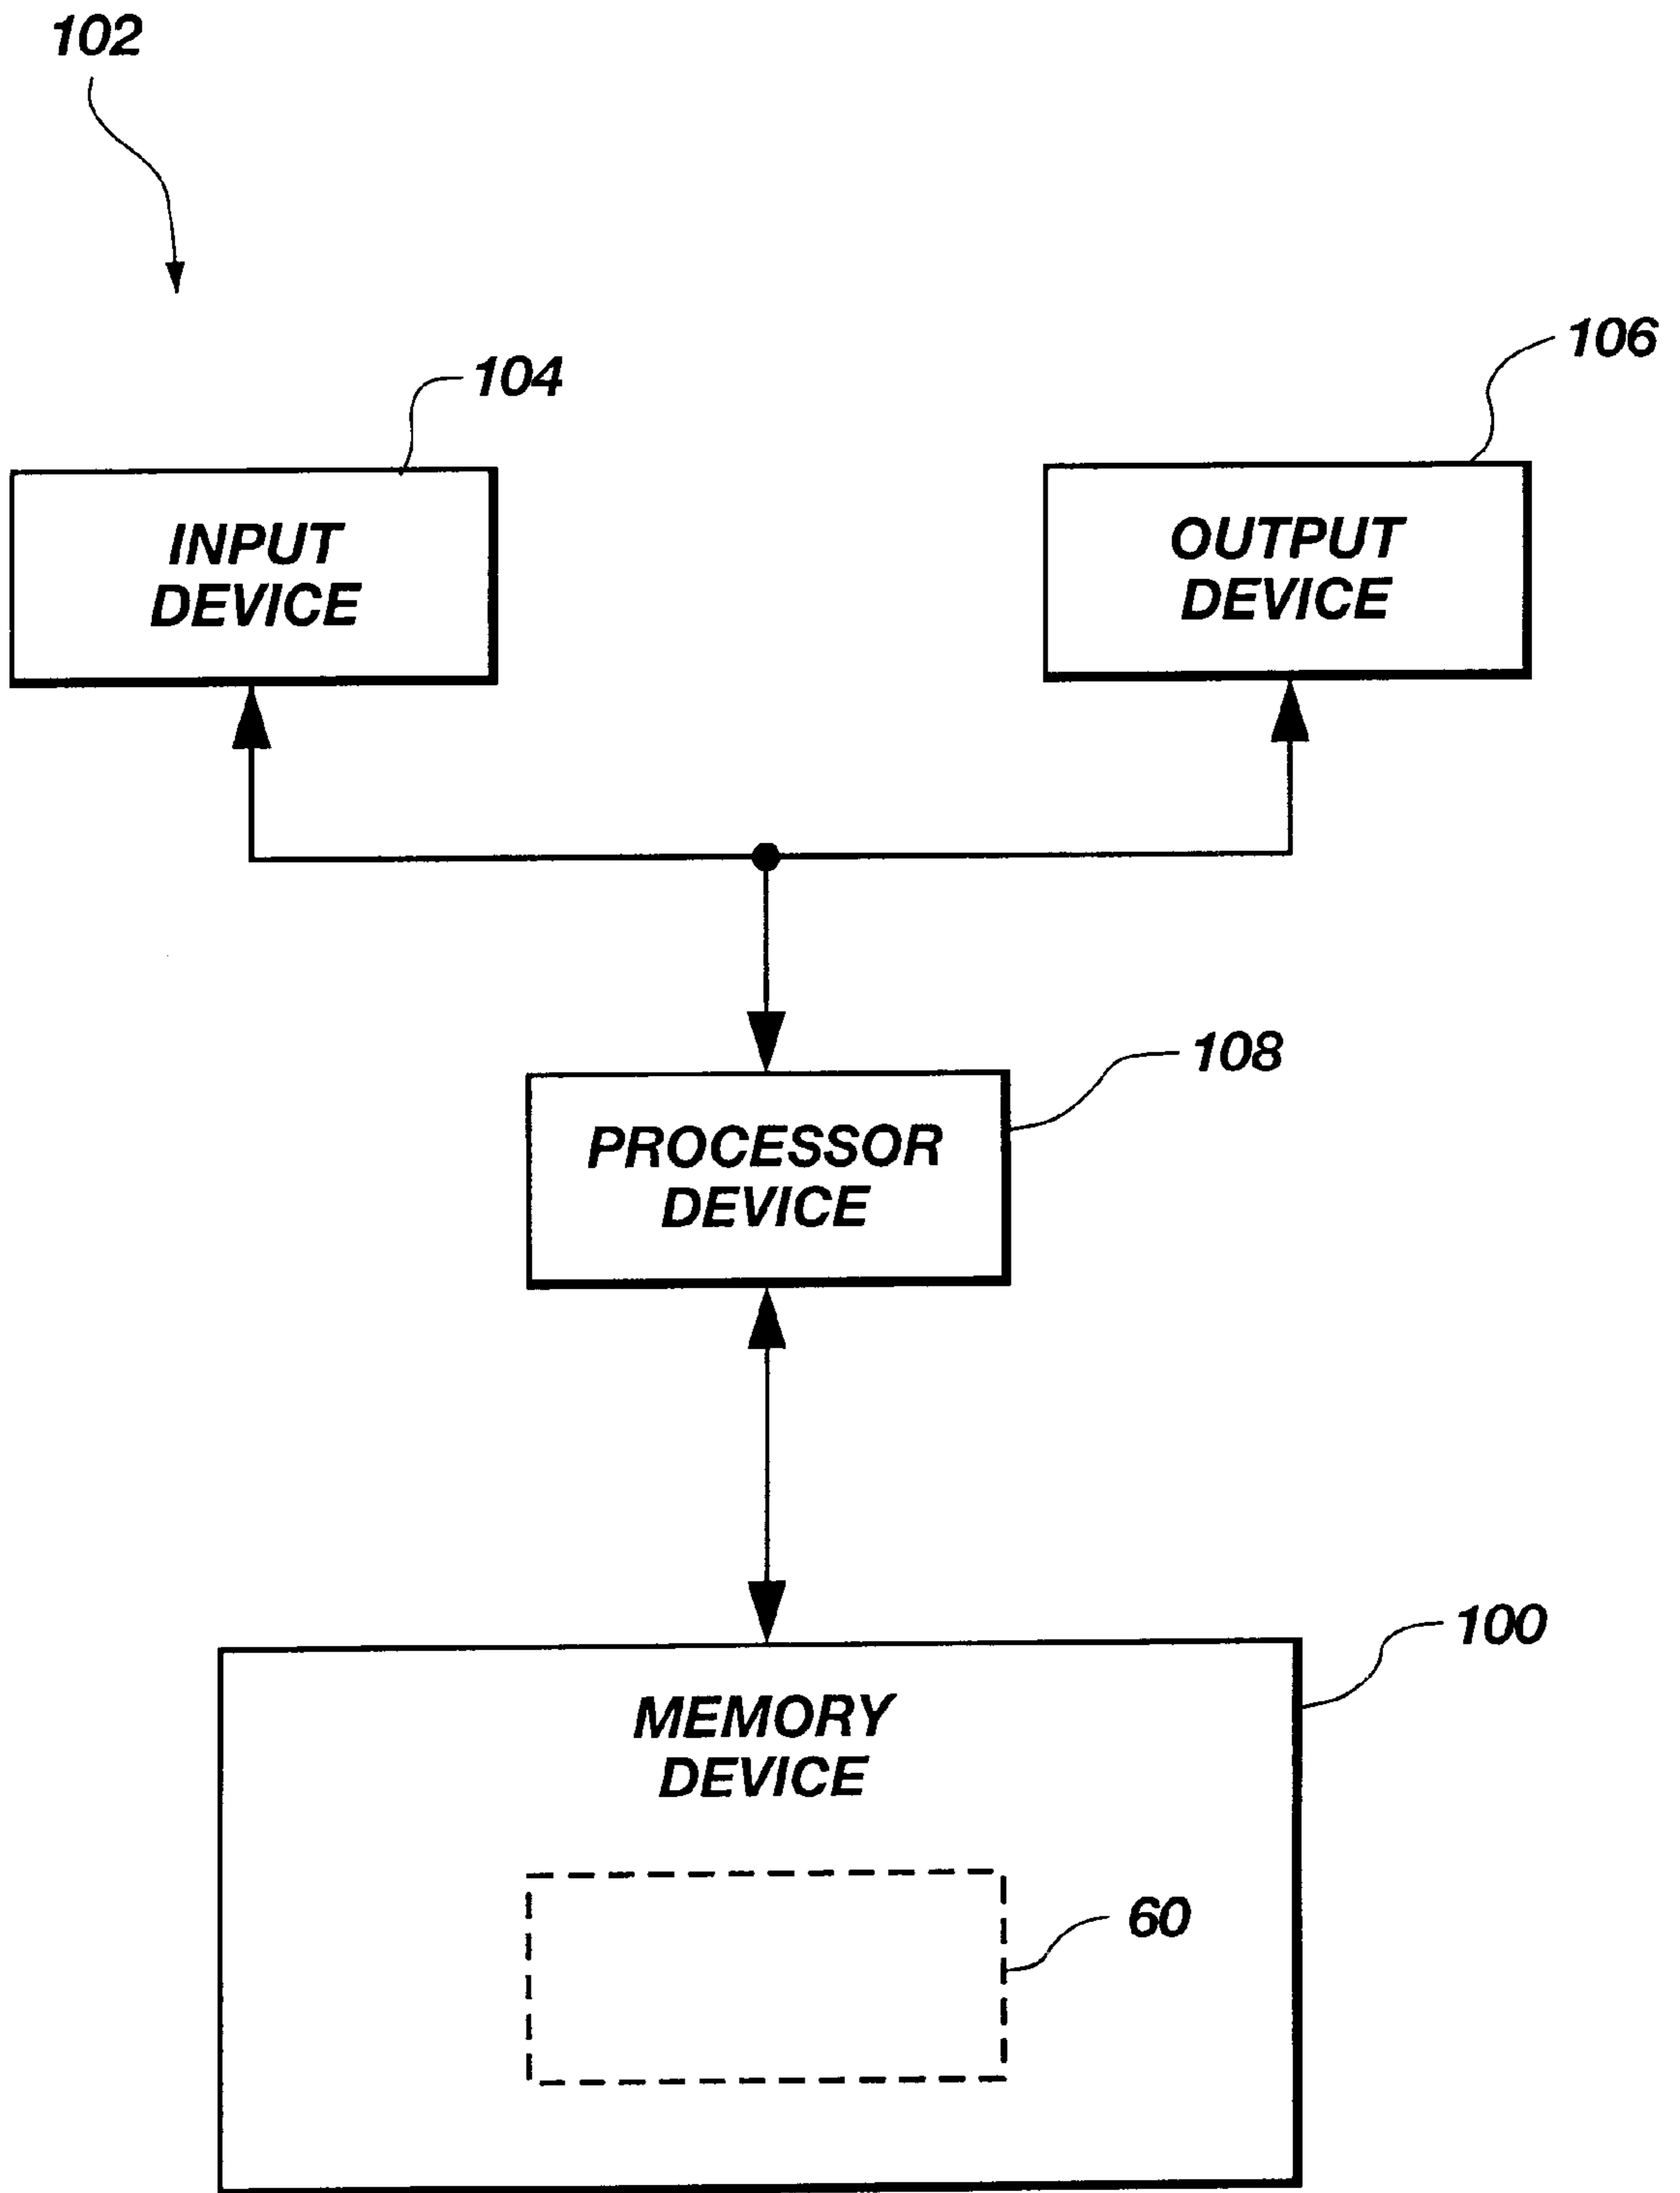 102
104
106
INPUT
DEVICE
OUTPUT
DEVICE
108
PROCESSOR
DEVICE
100
MEMORY
DEVICE
60